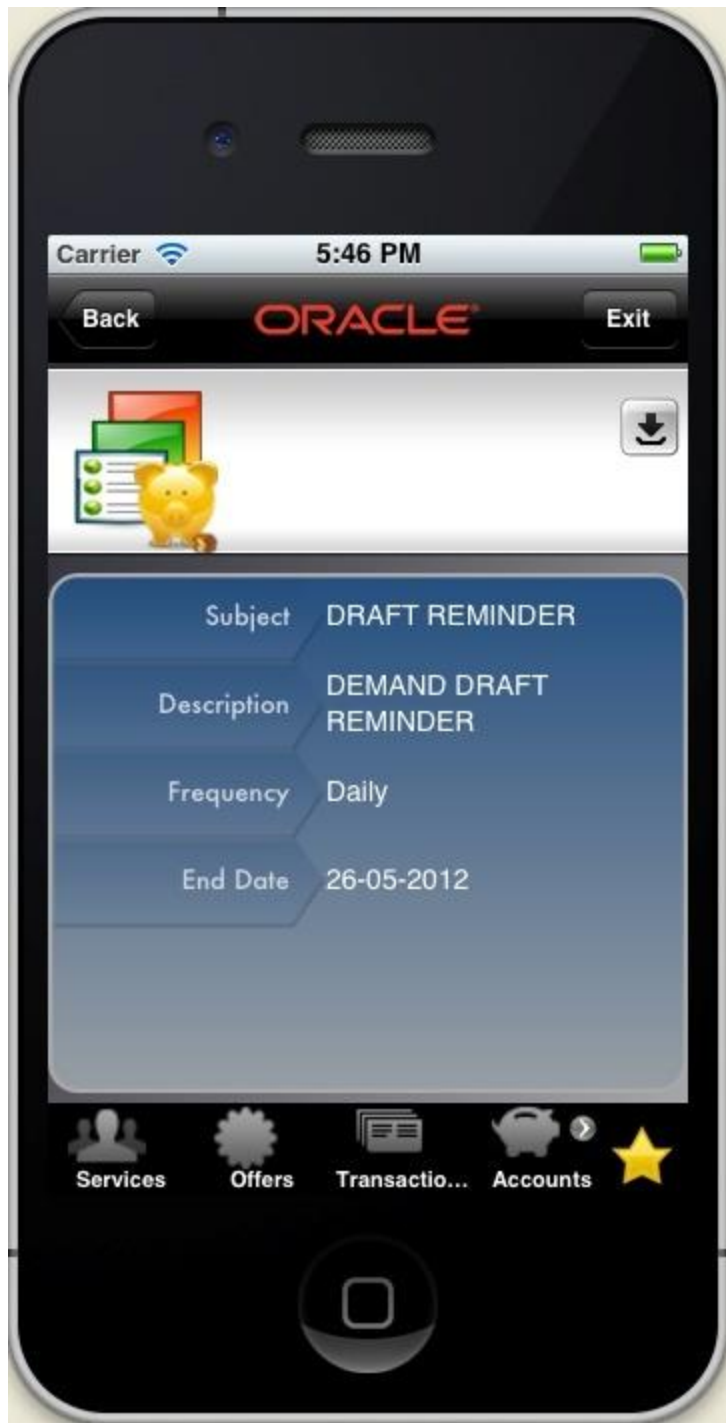 Carrier 5:46 PM
Back ORACLE Exit
Subject DRAFT REMINDER
Description DEMAND DRAFT
REMINDER
Frequency Daily
End Date 26-05-2012
Services Offers Transactio... Accounts